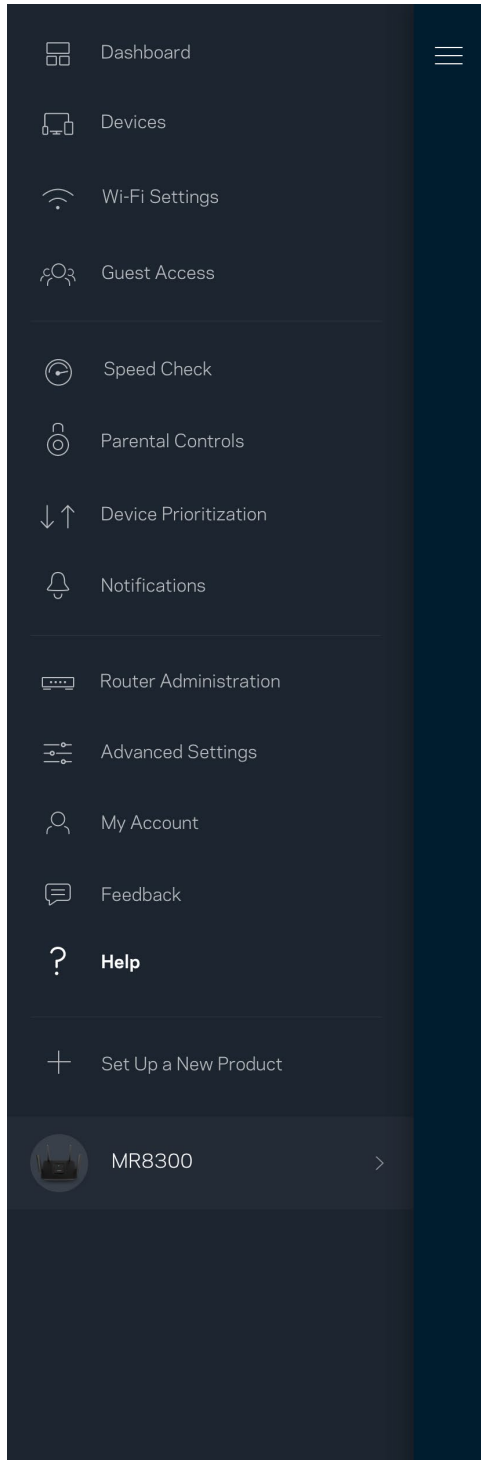 Dashboard
Devices
Wi-Fi Settings
Guest Access
Speed Check
Parental Controls
Device Prioritization
Notifications
Router Administration
Advanced Settings
My Account
Feedback
? Help
Set Up a New Product
MR8300